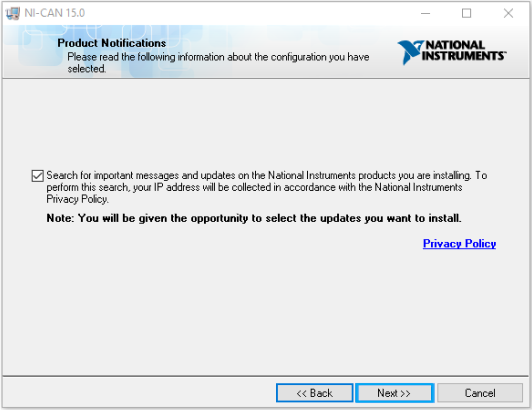 NI-CAN 15.0
Product Notifications
Please read the following information about the configuration you have
selected.
NATIONAL
INSTRUMENTS™
Search for important messages and updates on the National Instruments products you are installing. To
perform this search, your IP address will be collected in accordance with the National Instruments
Privacy Policy.
Note: You will be given the opportunity to select the updates you want to install.
Privacy Policy
<< Back
Next >>
Cancel